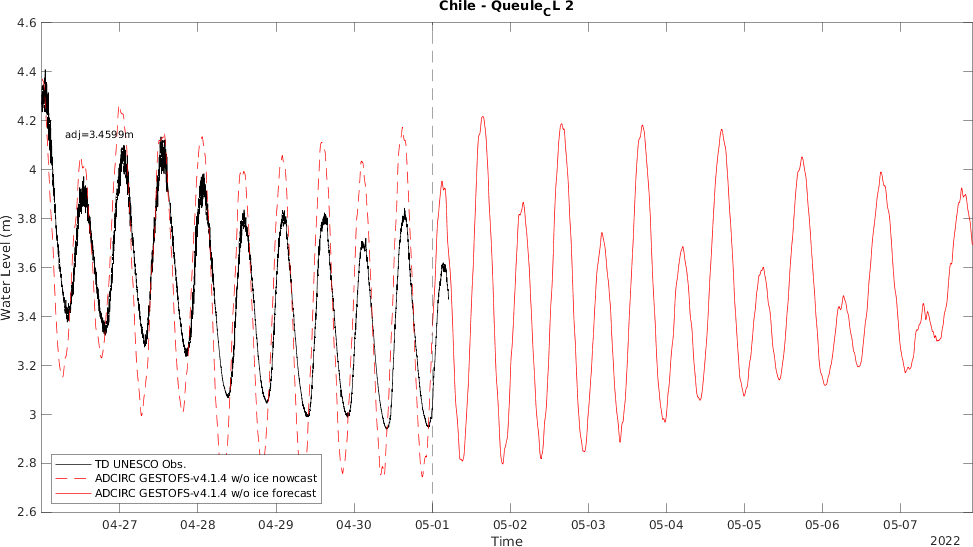 Chile - Queule_CL 2
4.6
4.4
4.2
4
3.8
3.6
3.4
3.2
3
2.8
2.6
Water Level (m)
adj=3.4599m
TD UNESCO Obs.
ADCIRC GESTOFS-v4.1.4 w/o ice nowcast
ADCIRC GESTOFS-v4.1.4 w/o ice forecast
04-27 04-28 04-29 04-30 05-01 05-02 05-03 05-04 05-05 05-06 05-07
Time
2022